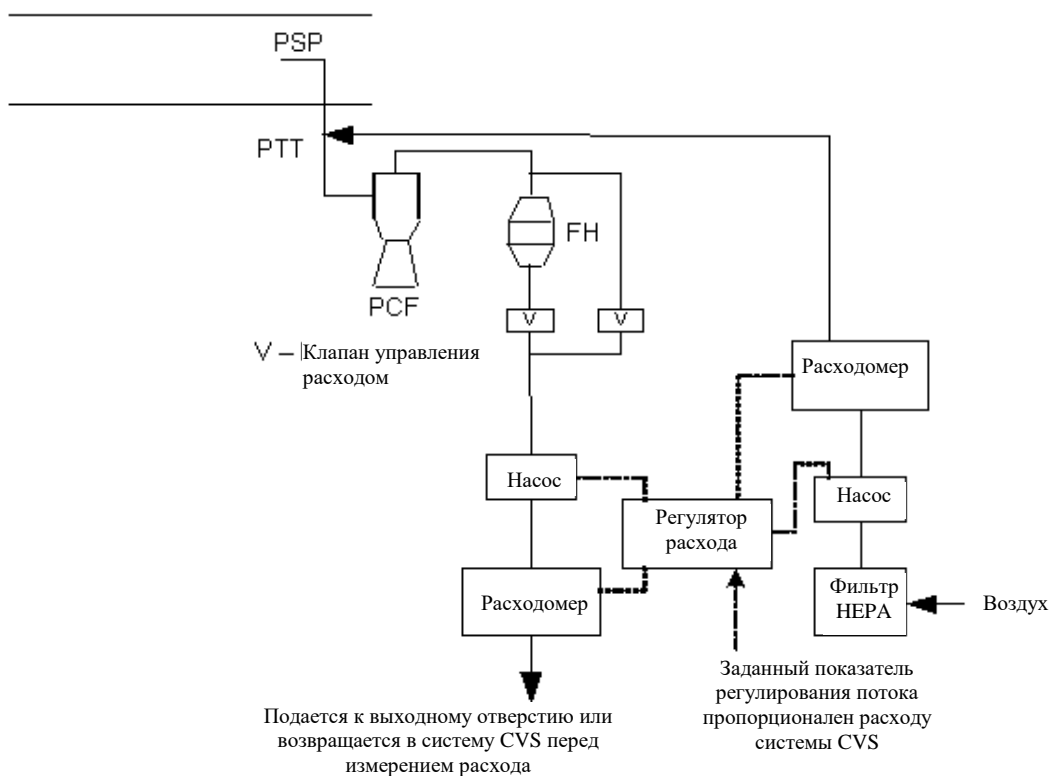 PSP
PTT
FH
PCF
V
V
V – Клапан управления
расходом
Расходомер
Насос
Насос
Регулятор
расхода
Расходомер
Фильтр
HEPA
Воздух
Заданный показатель
регулирования потока
пропорционален расходу
системы CVS
Подается к выходному отверстию или
возвращается в систему CVS перед
измерением расхода